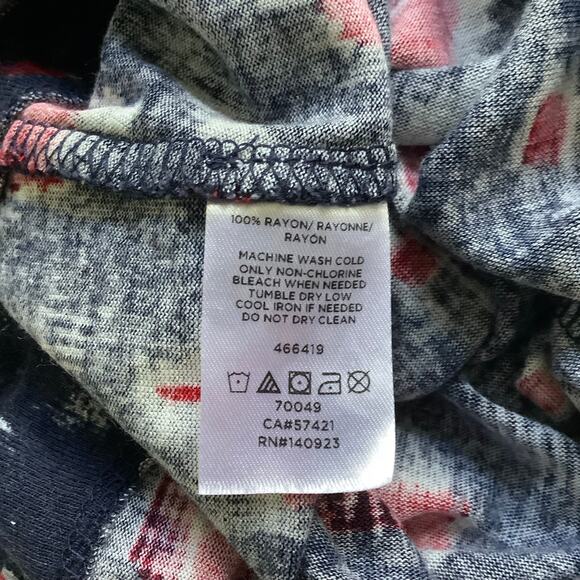 100% RAYON/ RAYONNE/
RAYÓN
MACHINE WASH COLD
ONLY NON-CHLORINE
BLEACH WHEN NEEDED
TUMBLE DRY LOW
COOL IRON IF NEEDED
DO NOT DRY CLEAN
466419
70049
CA#57421
RN#140923